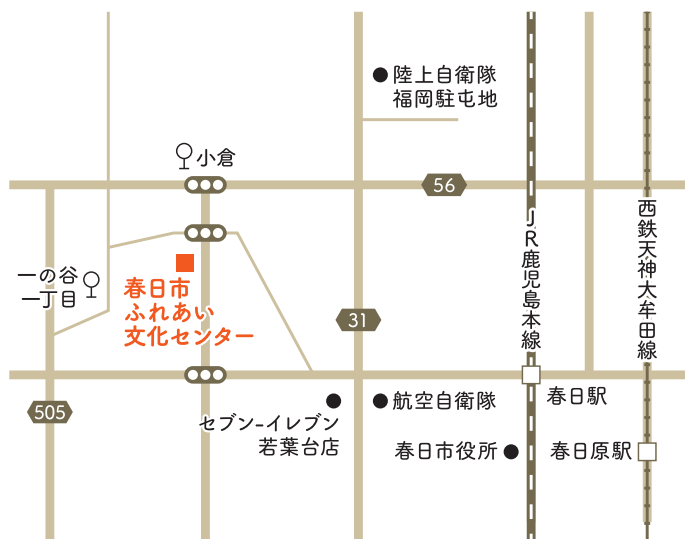 陸上自衛隊
福岡駐屯地
小倉
56
西鉄天神大牟田線
JR鹿児島本線
一の谷
一丁目
春日市
ふれあい
文化センター
31
505
セブン-イレブン
若葉台店
航空自衛隊
春日駅
春日市役所
春日原駅